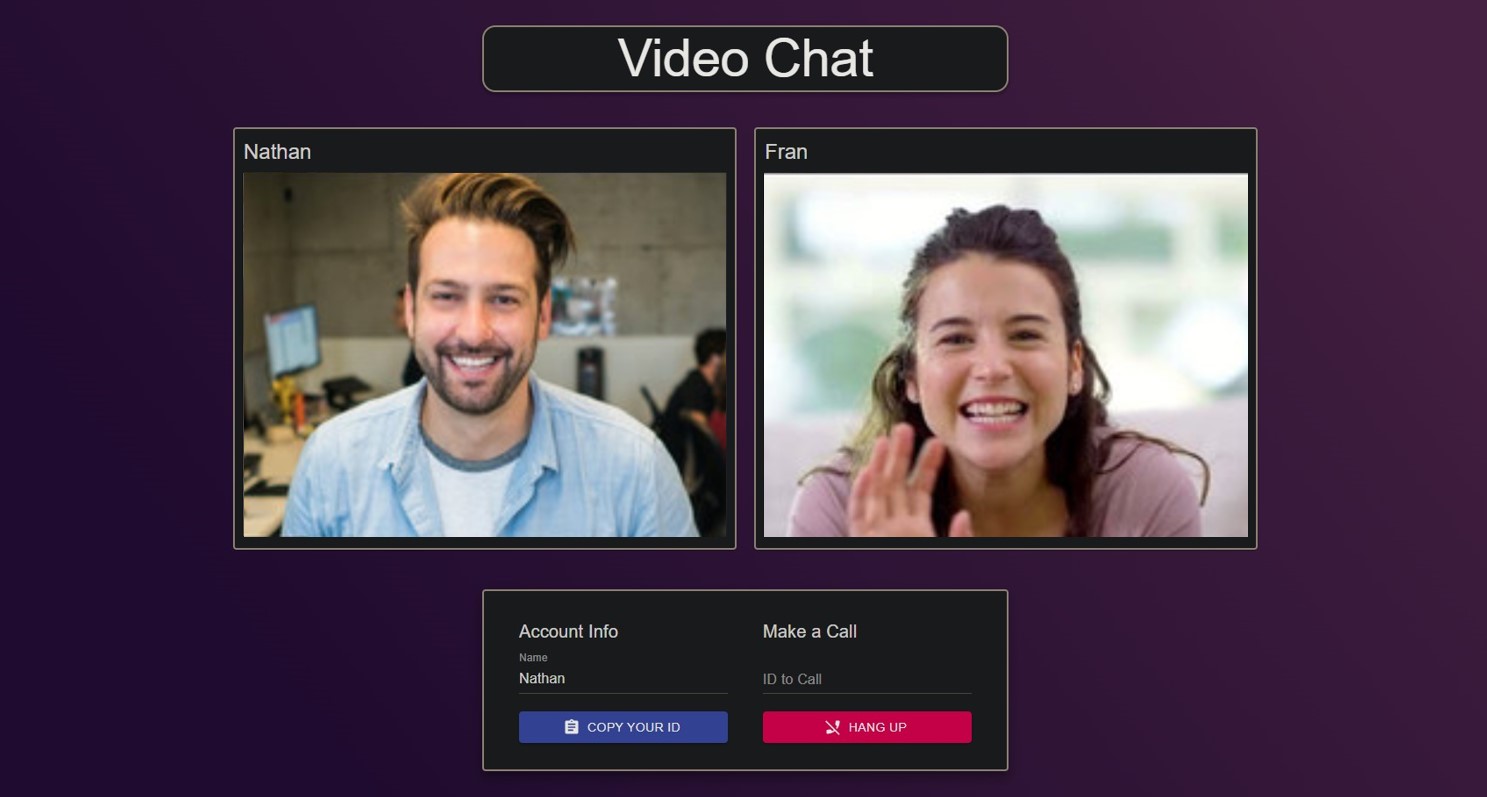 Video Chat
Nathan
Fran
Account Info
Name
Nathan
COPY YOUR ID
Make a Call
ID to Call
HANG UP